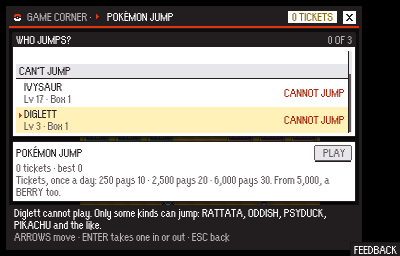 GAME CORNER · POKÉMON JUMP
0 TICKETS X
WHO JUMPS? 0 OF 3
CAN'T JUMP
IVYSAUR
Lv 17 · Box 1
CANNOT JUMP
DIGLETT
Lv 3 · Box 1
CANNOT JUMP
POKÉMON JUMP
PLAY
0 tickets · best 0
Tickets, once a day: 250 pays 10 · 2,500 pays 20 · 6,000 pays 30. From 5,000, a
BERRY too.
Diglett cannot play. Only some kinds can jump: RATTATA, ODDISH, PSYDUCK,
PIKACHU and the like.
ARROWS move · ENTER takes one in or out · ESC back
FEEDBACK